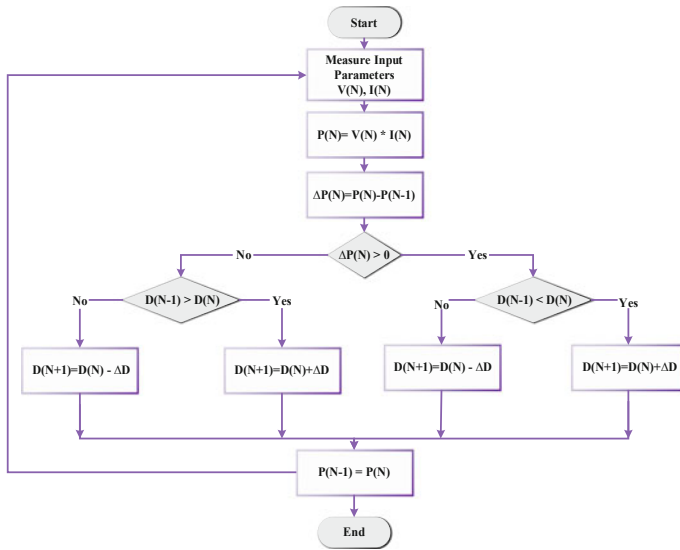 Start
Measure Input
Parameters
V(N), I(N)
P(N)= V(N) * I(N)
ΔP(N)=P(N)-P(N-1)
ΔP(N) > 0
No
Yes
D(N-1) > D(N)
No
Yes
D(N-1) < D(N)
No
Yes
D(N+1)=D(N) - ΔD
D(N+1)=D(N)+ΔD
D(N+1)=D(N) - ΔD
D(N+1)=D(N)+ΔD
P(N-1) = P(N)
End